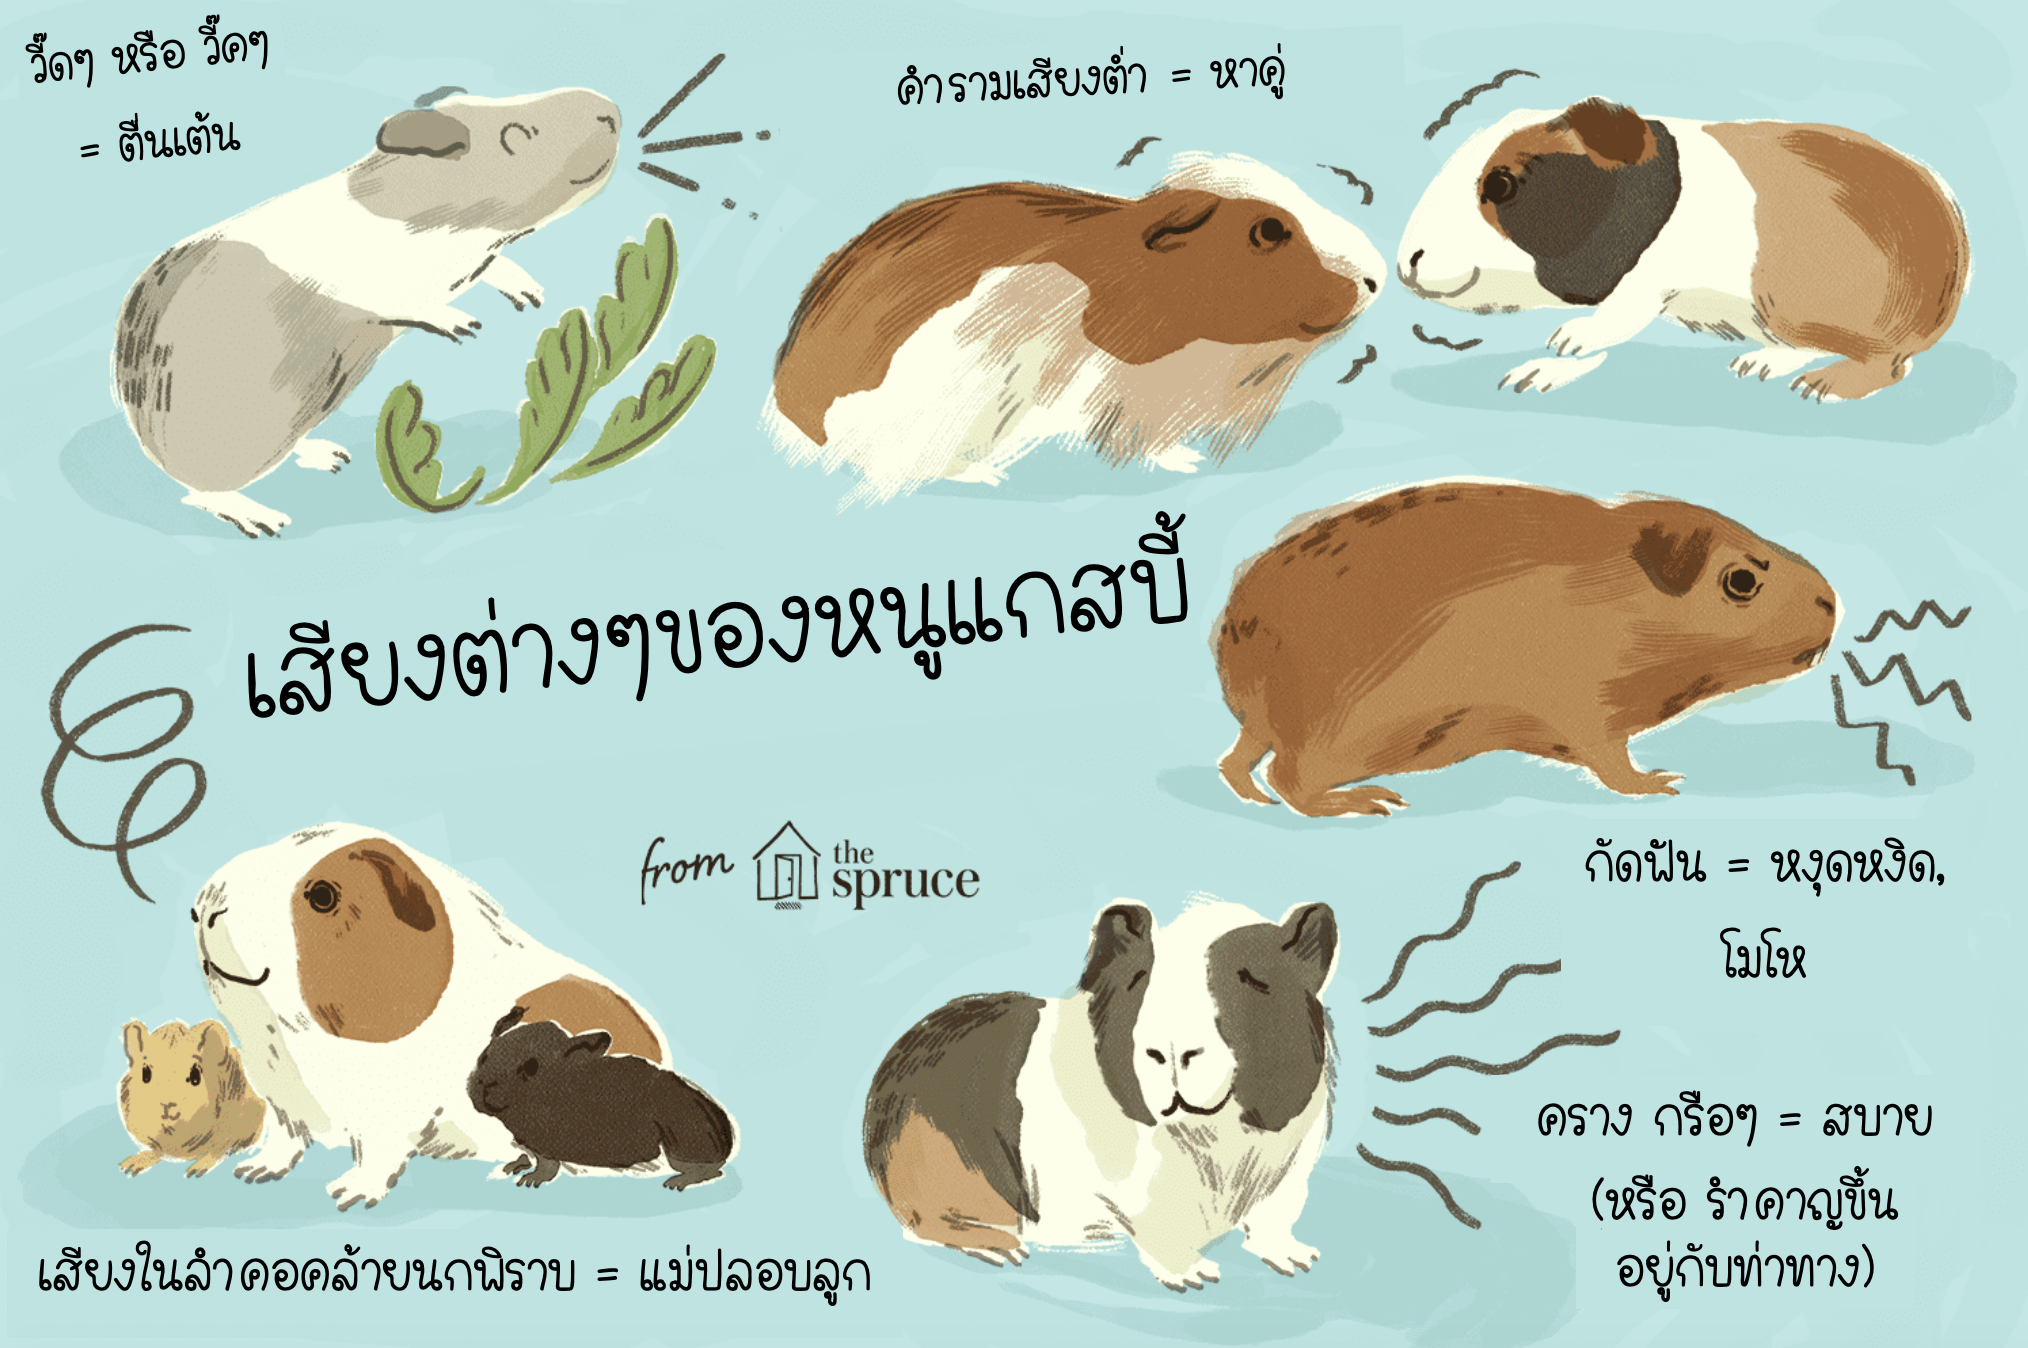 วี๊ดๆ หรือ วี๊คๆ
= ตื่นเต้น
คำรามเสียงต่ำ = หาคู่
เสียงต่างๆของหนูแกสบี้
from the spruce
กัดฟัน = หงุดหงิด,
โมโห
คราง กรือๆ = สบาย
(หรือ รำคาญขึ้น
อยู่กับท่าทาง)
เสียงในลำคอคล้ายนกพิราบ = แม่ปลอบลูก